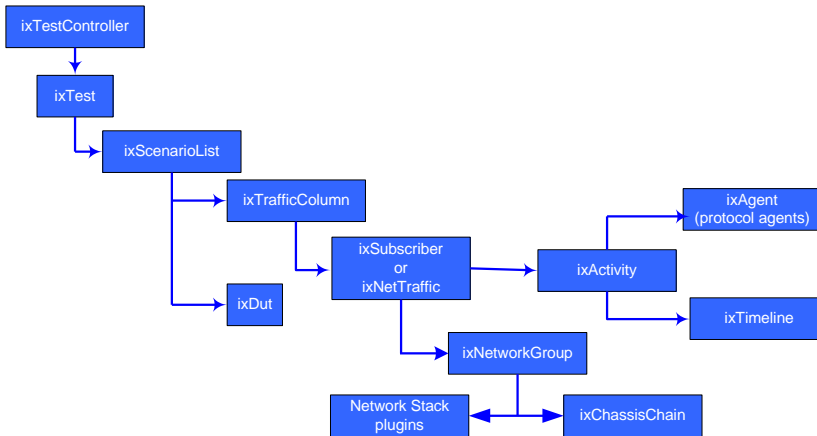 ixTestController
ixTest
ixScenarioList
ixTrafficColumn
ixAgent
(protocol agents)
ixSubscriber
or
ixNetTraffic
ixActivity
ixDut
ixTimeline
ixNetworkGroup
Network Stack
plugins
ixChassisChain